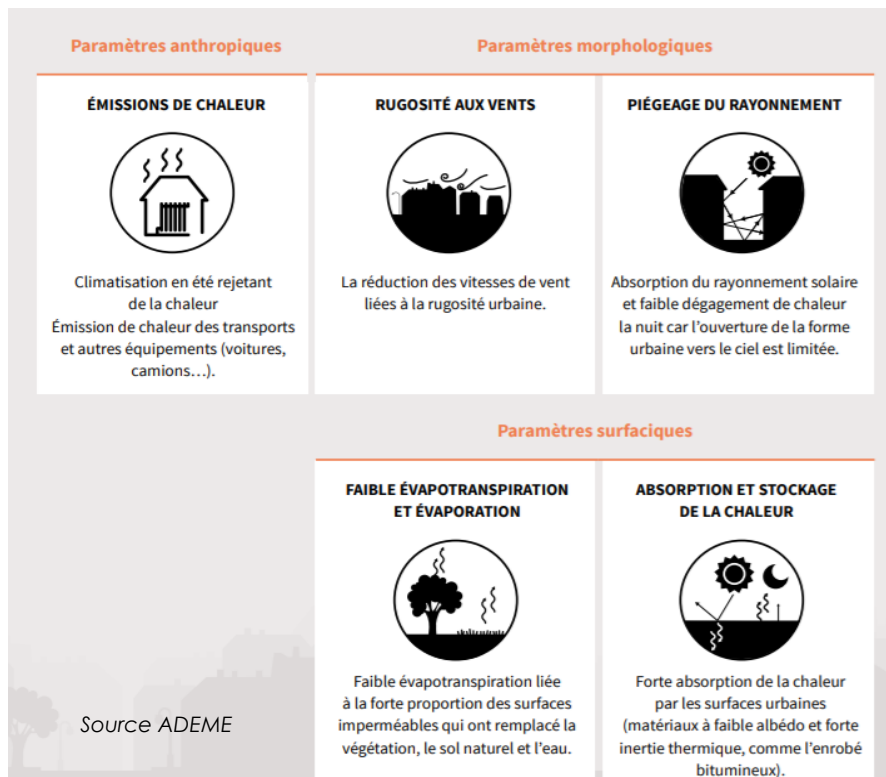 Paramètres anthropiques
Paramètres morphologiques
ÉMISSIONS DE CHALEUR
Climatisation en été rejetant
de la chaleur
Émission de chaleur des transports
et autres équipements (voitures,
camions…).
RUGOSITÉ AUX VENTS
La réduction des vitesses de vent
liées à la rugosité urbaine.
PIÉGEAGE DU RAYONNEMENT
Absorption du rayonnement solaire
et faible dégagement de chaleur
la nuit car l’ouverture de la forme
urbaine vers le ciel est limitée.
Paramètres surfaciques
FAIBLE ÉVAPOTRANSPIRATION
ET ÉVAPORATION
Faible évapotranspiration liée
à la forte proportion des surfaces
imperméables qui ont remplacé la
végétation, le sol naturel et l’eau.
ABSORPTION ET STOCKAGE
DE LA CHALEUR
Forte absorption de la chaleur
par les surfaces urbaines
(matériaux à faible albédo et forte
inertie thermique, comme l’enrobé
bitumineux).
Source ADEME